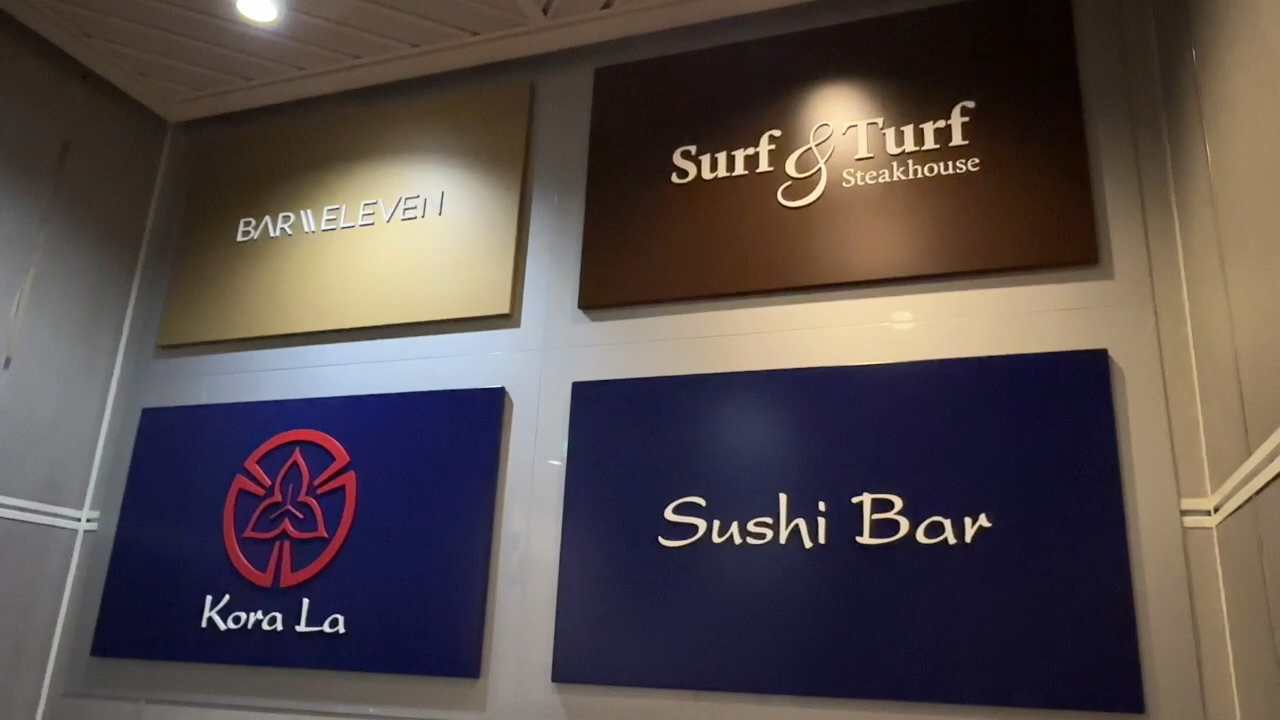 BAR \\ ELEVEN
Surf & Turf
Steakhouse
Kora La
Sushi Bar